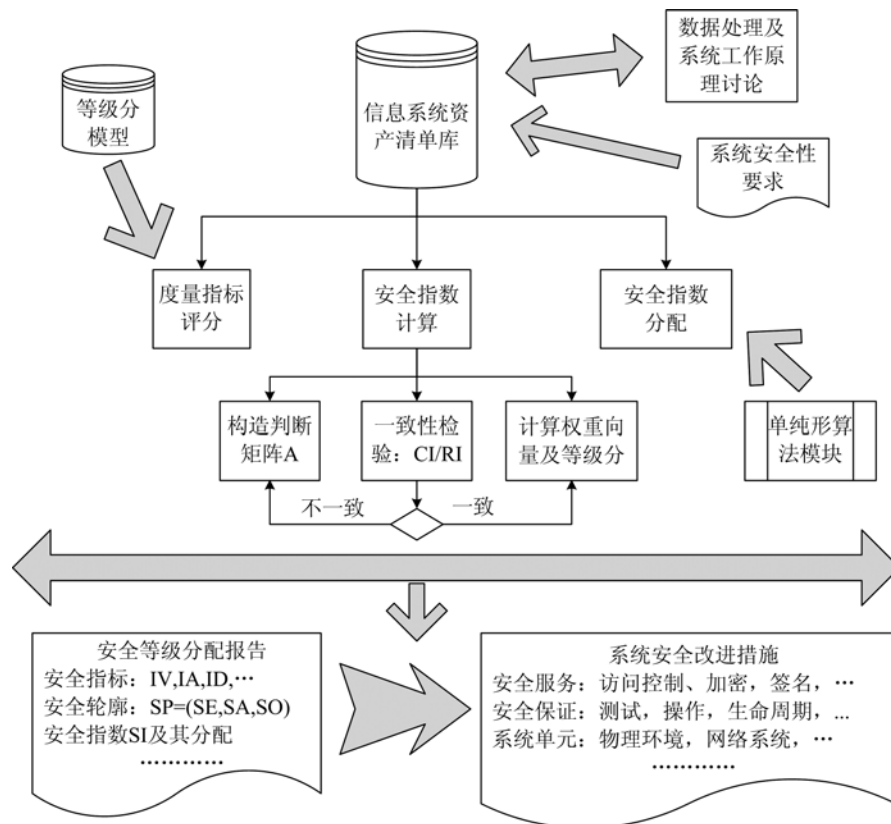 数据处理及
系统工作原
理讨论
等级分
模型
信息系统资
产清单库
系统安全性
要求
度量指标
评分
安全指数
计算
安全指数
分配
构造判断
矩阵A
一致性检
验：CI/RI
计算权重向
量及等级分
单纯形算
法模块
不一致
一致
安全等级分配报告
安全指标：IV,IA,ID,…
安全轮廓：SP=(SE,SA,SO)
安全指数SI及其分配
…………
系统安全改进措施
安全服务：访问控制、加密，签名，…
安全保证：测试，操作，生命周期，...
系统单元：物理环境，网络系统，…
…………